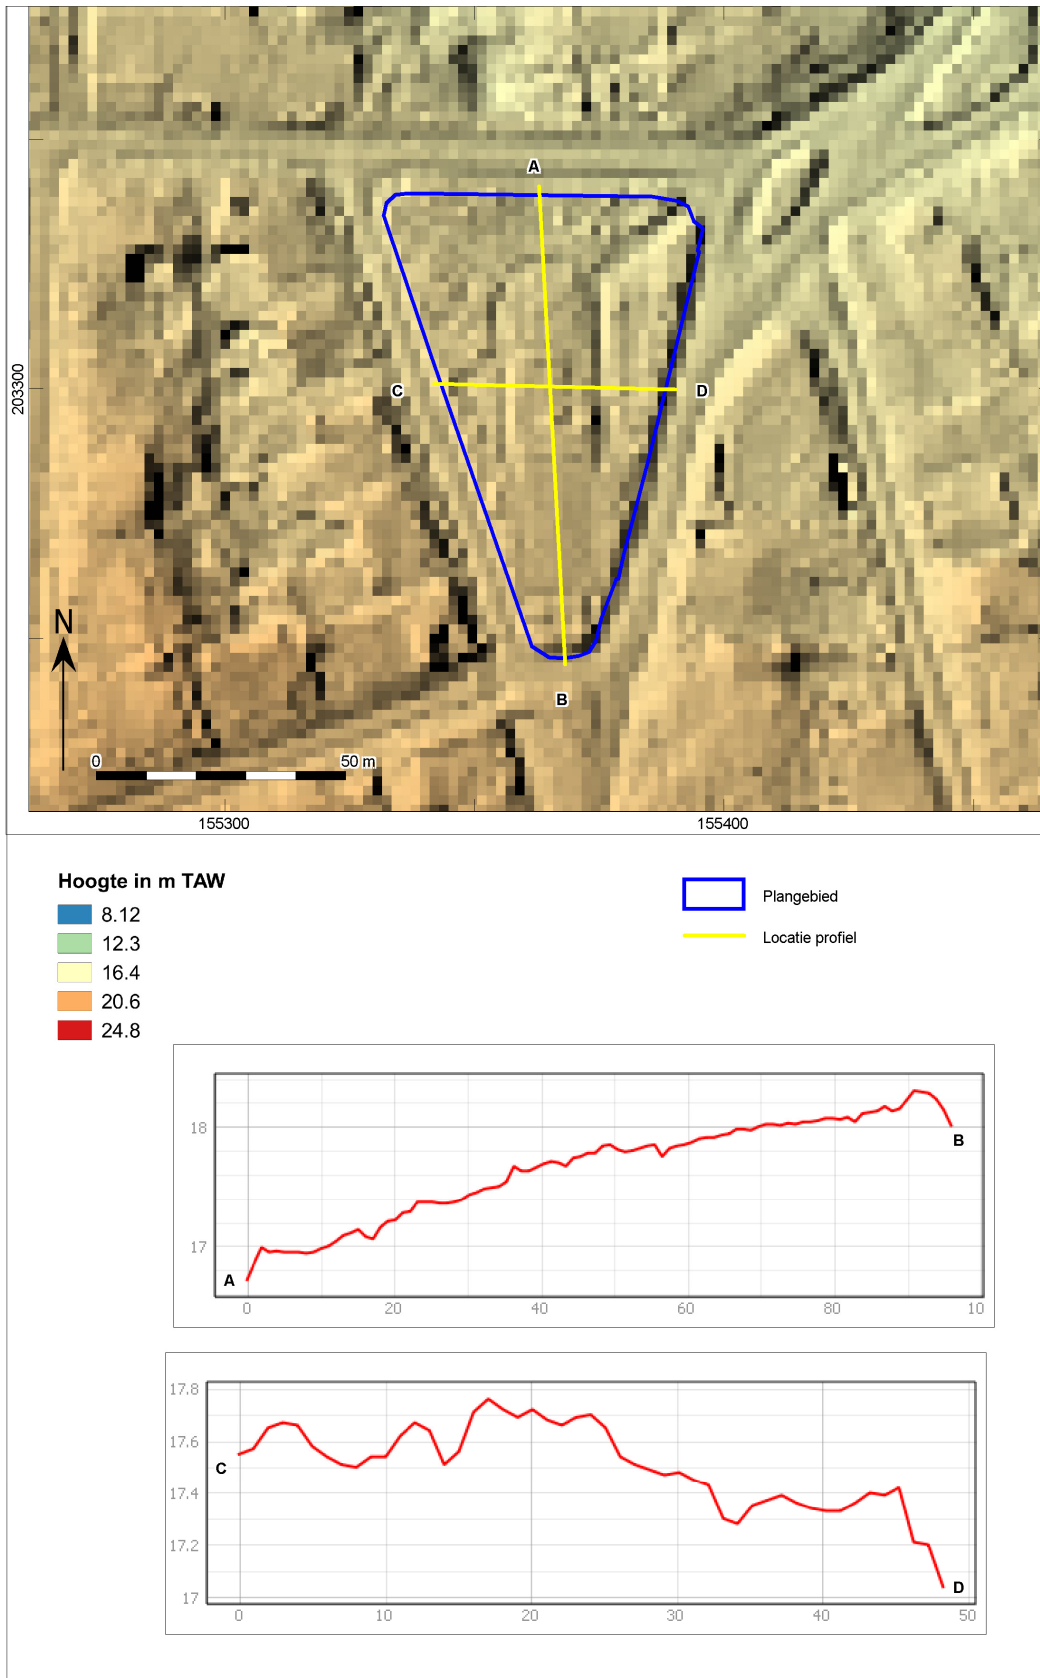 A
203300
C
D
B
N
0 50 m
155300 155400
Hoogte in m TAW
8.12
12.3
16.4
20.6
24.8
Plangebied
Locatie profiel
18
B
17
A
0 20 40 60 80 10
17.8
17.6
C
17.4
17.2
D
17
0 10 20 30 40 50